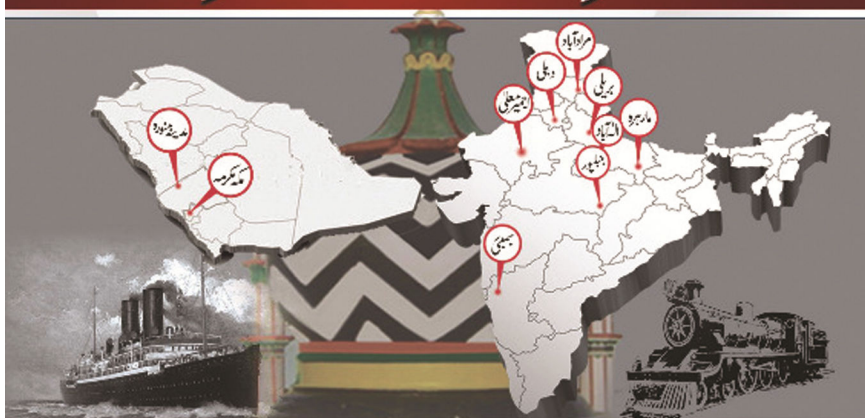 مرادآباد
دہلی
بریلی
اجمیر معلیٰ
الہٰ آباد
مارہرہ
جبلپور
بمبئی
مدینہ منورہ
مکہ مکرمہ